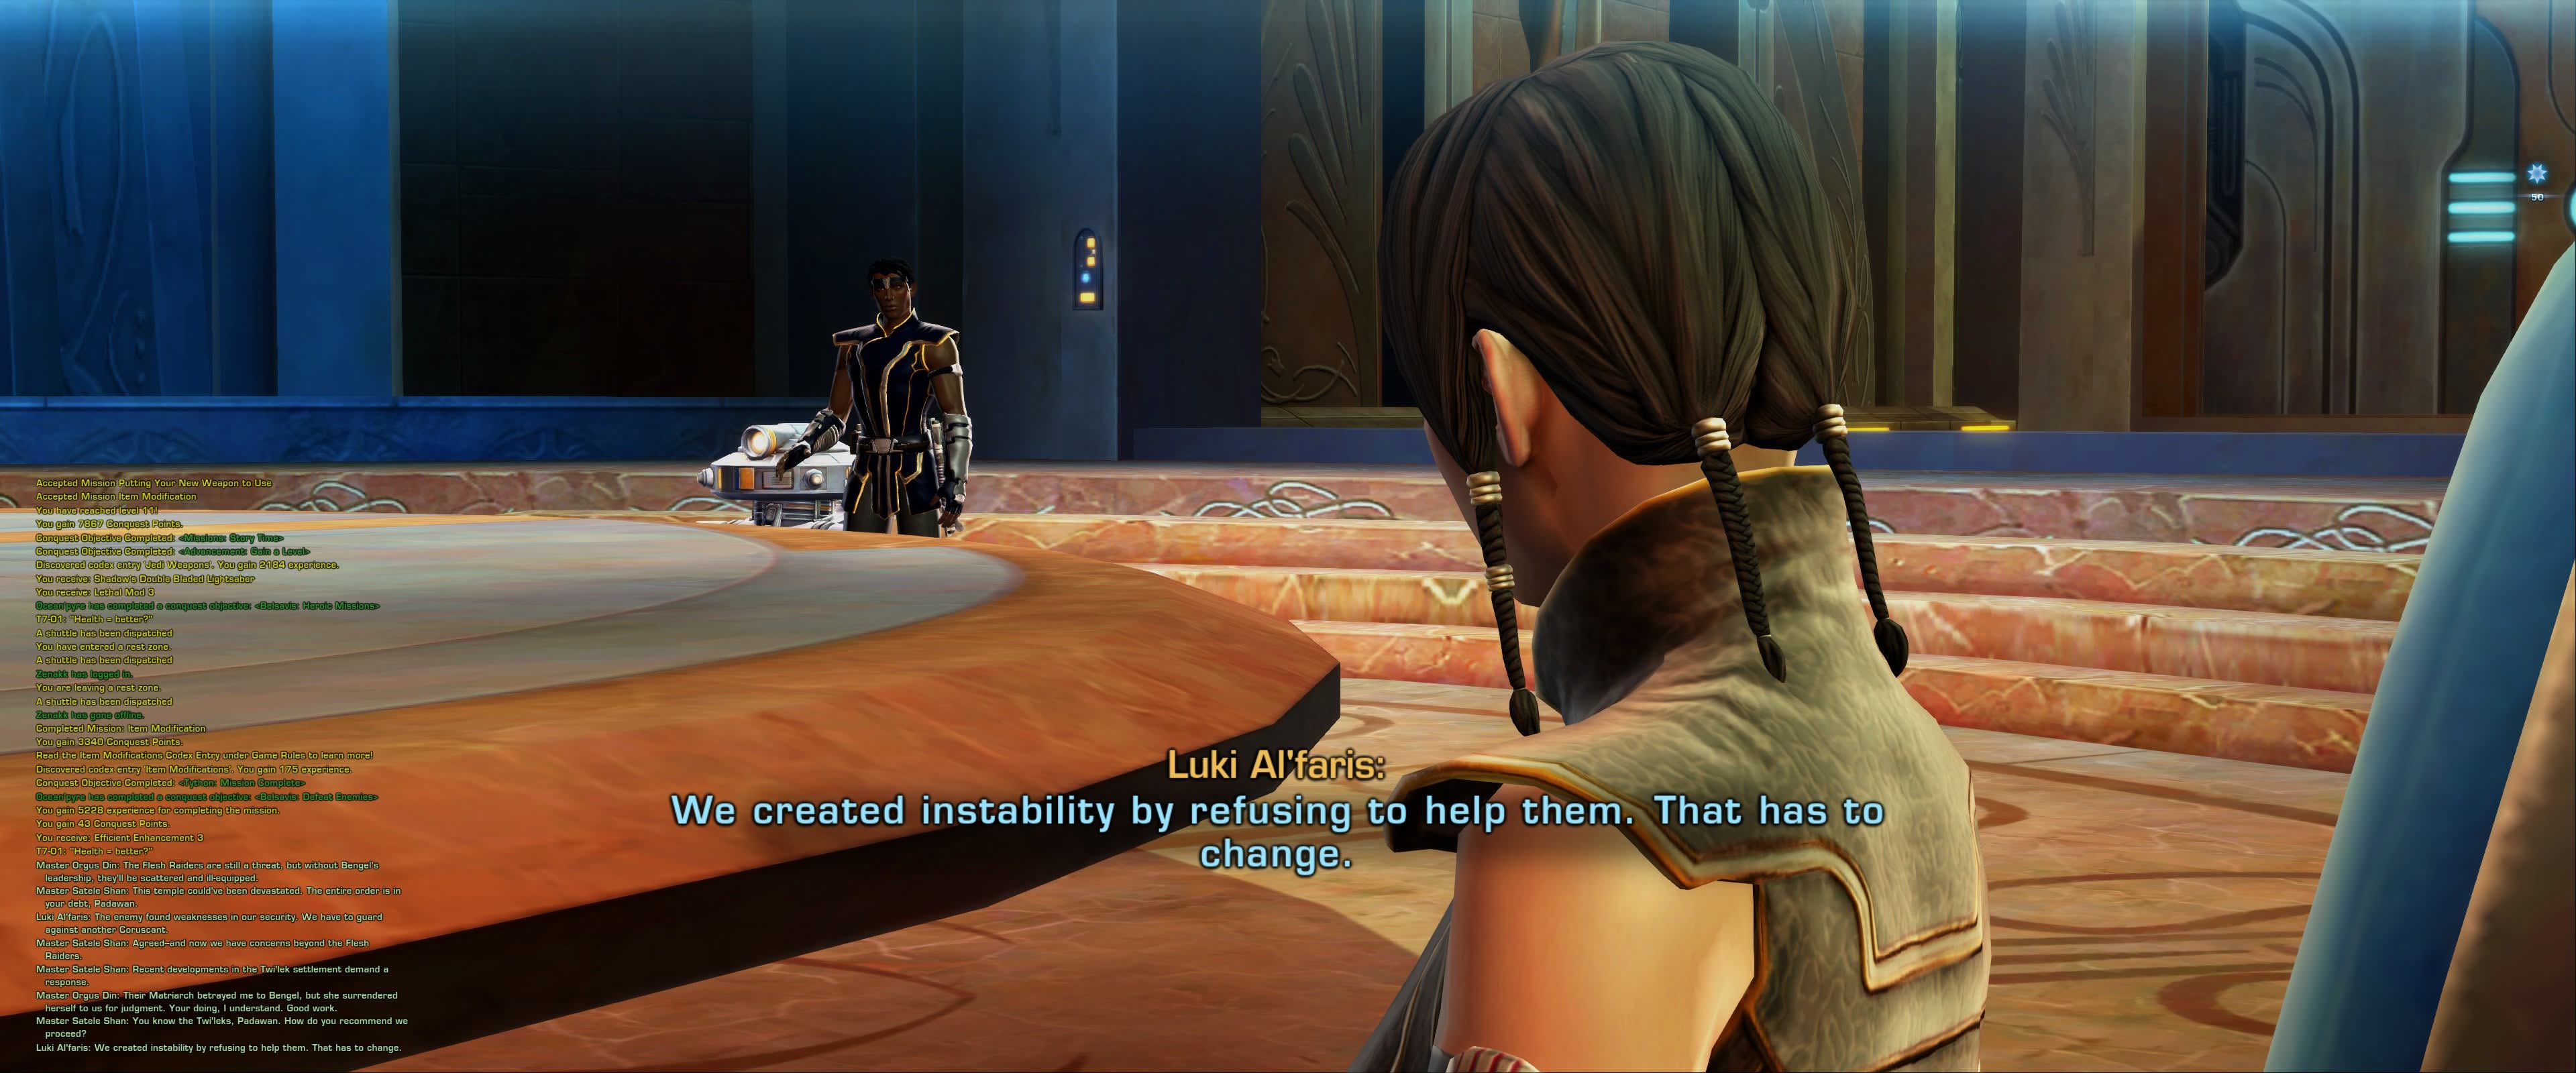 50
Accepted Mission Putting Your New Weapon to Use
Accepted Mission Item Modification
You have reached level 11!
You gain 7867 Conquest Points.
Conquest Objective Completed: <Missions: Story Time>
Conquest Objective Completed: <Advancement: Gain a Level>
Discovered codex entry 'Jedi Weapons'. You gain 2184 experience.
You receive: Shadow's Double Bladed Lightsaber
You receive: Lethal Mod 3
Ocean'pyre has completed a conquest objective: <Belsavis: Heroic Missions>
T7-01: "Health = better?"
A shuttle has been dispatched
You have entered a rest zone.
A shuttle has been dispatched
Zenakk has logged in.
You are leaving a rest zone.
A shuttle has been dispatched
Zenakk has gone offline.
Completed Mission: Item Modification
You gain 3340 Conquest Points.
Read the Item Modifications Codex Entry under Game Rules to learn more!
Discovered codex entry 'Item Modifications'. You gain 175 experience.
Conquest Objective Completed: <Tython: Mission Complete>
Ocean'pyre has completed a conquest objective: <Belsavis: Defeat Enemies>
You gain 5228 experience for completing the mission.
You gain 43 Conquest Points.
You receive: Efficient Enhancement 3
T7-01: "Health = better?"
Master Orgus Din: The Flesh Raiders are still a threat, but without Bengel's
leadership, they'll be scattered and ill-equipped.
Master Satele Shan: This temple could've been devastated. The entire order is in
your debt, Padawan.
Luki Al'faris: The enemy found weaknesses in our security. We have to guard
against another Coruscant.
Master Satele Shan: Agreed—and now we have concerns beyond the Flesh
Raiders.
Master Satele Shan: Recent developments in the Twi'lek settlement demand a
response.
Master Orgus Din: Their Matriarch betrayed me to Bengel, but she surrendered
herself to us for judgment. Your doing, I understand. Good work.
Master Satele Shan: You know the Twi'leks, Padawan. How do you recommend we
proceed?
Luki Al'faris: We created instability by refusing to help them. That has to change.
Luki Al'faris:
We created instability by refusing to help them. That has to
change.